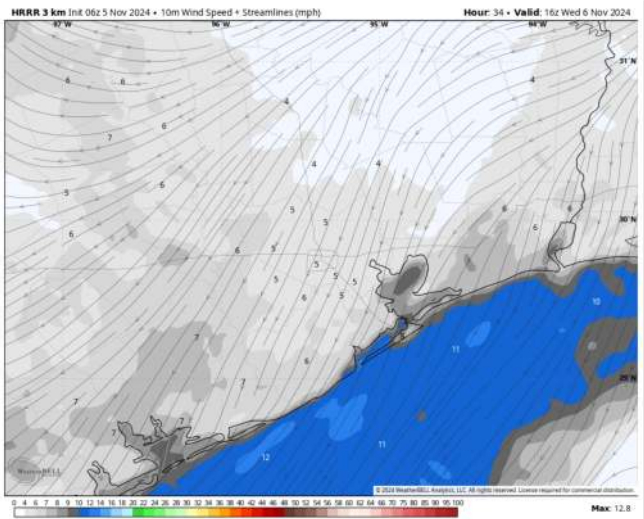 HRRR 3 km Init 06z 5 Nov 2024 • 10m Wind Speed + Streamlines (mph)
Hour: 34 • Valid: 16z Wed 6 Nov 2024
97°W 96°W 95°W 94°W
31°N
6 6 4 4
7 6
4 4
5 6
5 5 6 6 30°N
6 6 5
5 5 5 5
6 5 10
7 11
6 29°N
7 7
7 7
12 11
WeatherBELL
© 2024 WeatherBELL Analytics, LLC. All rights reserved. License required for commercial distribution.
0 4 6 8 9 10 12 14 16 18 20 22 24 26 28 30 32 34 36 38 40 42 44 46 48 50 52 54 56 58 60 62 64 66 68 70 75 80 85 90 95 100
Max: 12.8